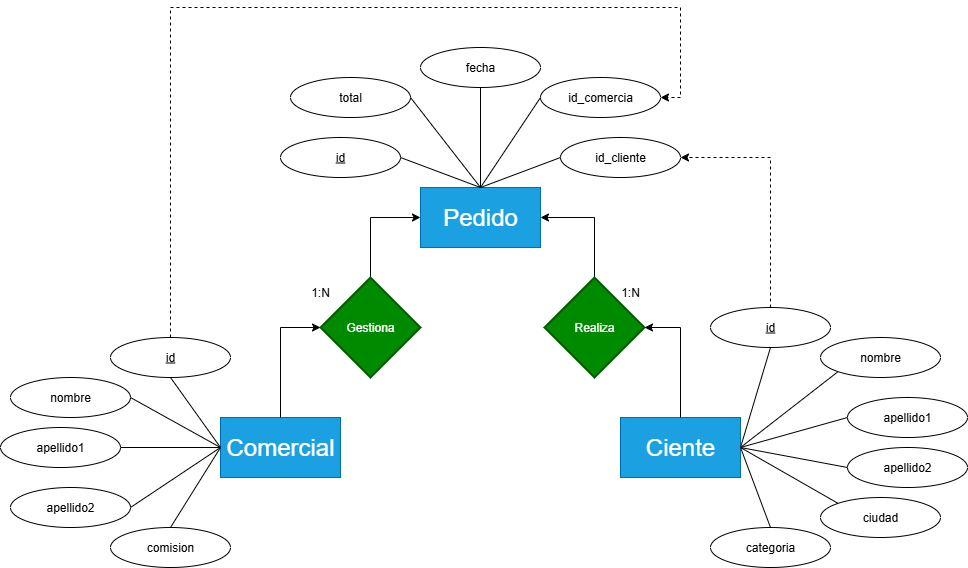 fecha
total
id_comercia
id
id_cliente
Pedido
1:N
1:N
Gestiona
Realiza
id
id
nombre
nombre
apellido1
apellido1
Comercial
Ciente
apellido2
apellido2
ciudad
comision
categoria